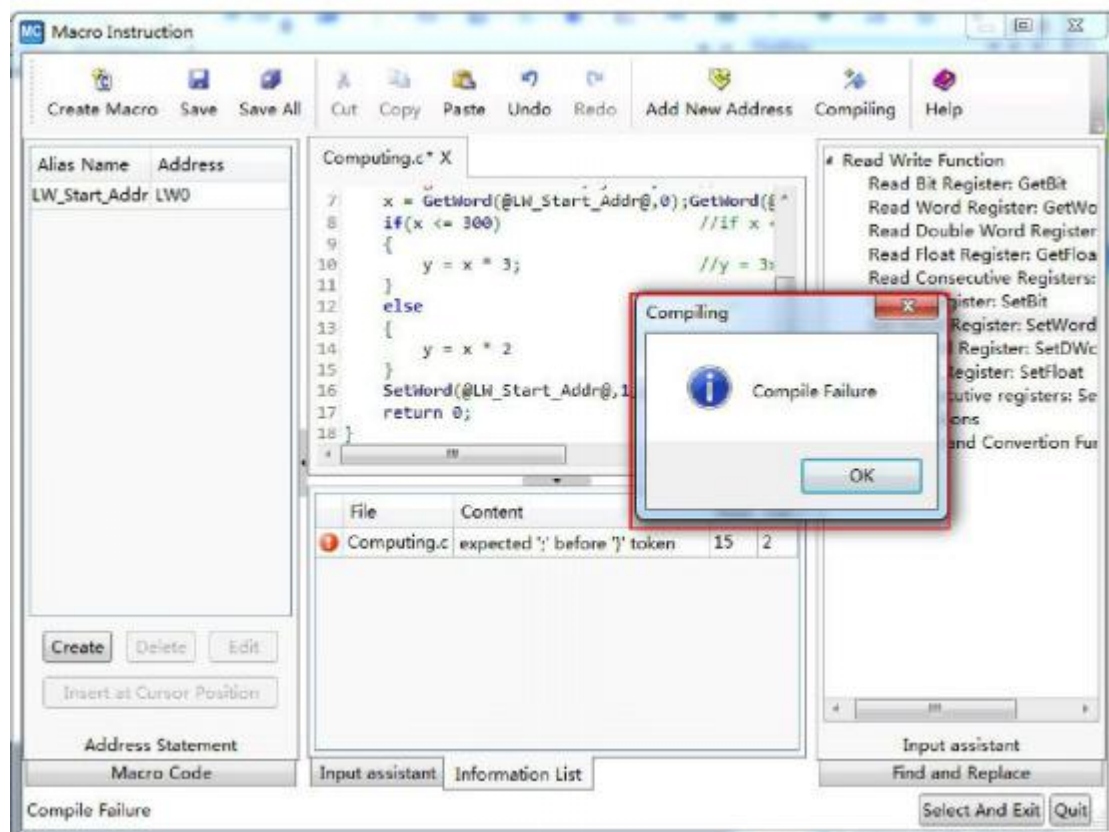 MC Macro Instruction
Create Macro Save Save All Cut Copy Paste Undo Redo Add New Address Compiling Help
Alias Name Address
LW_Start_Addr LW0
Create Delete Edit
Insert at Cursor Position
Address Statement
Macro Code
Computing.c* X
7 x = GetWord(@LW_Start_Addr@,0);GetWord(
8 if(x <= 300) //if x
9 {
10 y = x * 3; //y = 3
11 }
12 else
13 {
14 y = x * 2
15 }
16 SetWord(@LW_Start_Addr@,1
17 return 0;
18 }
File Content
Computing.c expected ';' before '}' token 15 2
Input assistant Information List
Compiling
Compile Failure
OK
Read Write Function
Read Bit Register: GetBit
Read Word Register: GetWo
Read Double Word Register
Read Float Register: GetFloa
Read Consecutive Registers:
gister: SetBit
Register: SetWord
Register: SetDWc
egister: SetFloat
cutive registers: Se
ons
and Convertion Fur
Input assistant
Find and Replace
Compile Failure
Select And Exit Quit